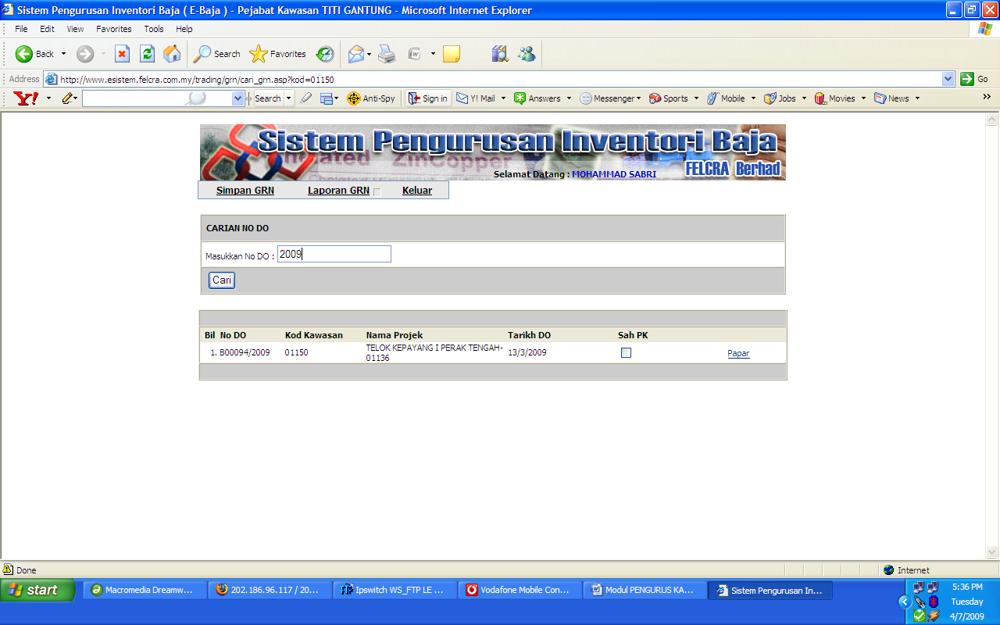 Sistem Pengurusan Inventori Baja ( E-Baja ) - Pejabat Kawasan TITI GANTUNG - Microsoft Internet Explorer
File Edit View Favorites Tools Help
Back Search Favorites
Address http://www.esistem.felcra.com.my/trading/grn/cari_grn.asp?kod=01150 Go
Y! Search Anti-Spy Sign in Y! Mail Answers Messenger Sports Mobile Jobs Movies News
Sistem Pengurusan Inventori Baja
ZinCopper
FELCRA Berhad
Selamat Datang : MOHAMMAD SABRI
Simpan GRN Laporan GRN Keluar
CARIAN NO DO
Masukkan No DO : 2009
Cari
Bil No DO Kod Kawasan Nama Projek Tarikh DO Sah PK
1. B00094/2009 01150 TELOK KEPAYANG I PERAK TENGAH-01136 13/3/2009 Papar
Done Internet
start Macromedia Dreamw... 202.186.96.117 / 20... Ipswitch WS_FTP LE ... Vodafone Mobile Con... Modul PENGURUS KA... Sistem Pengurusan In...
5:36 PM
Tuesday
4/7/2009